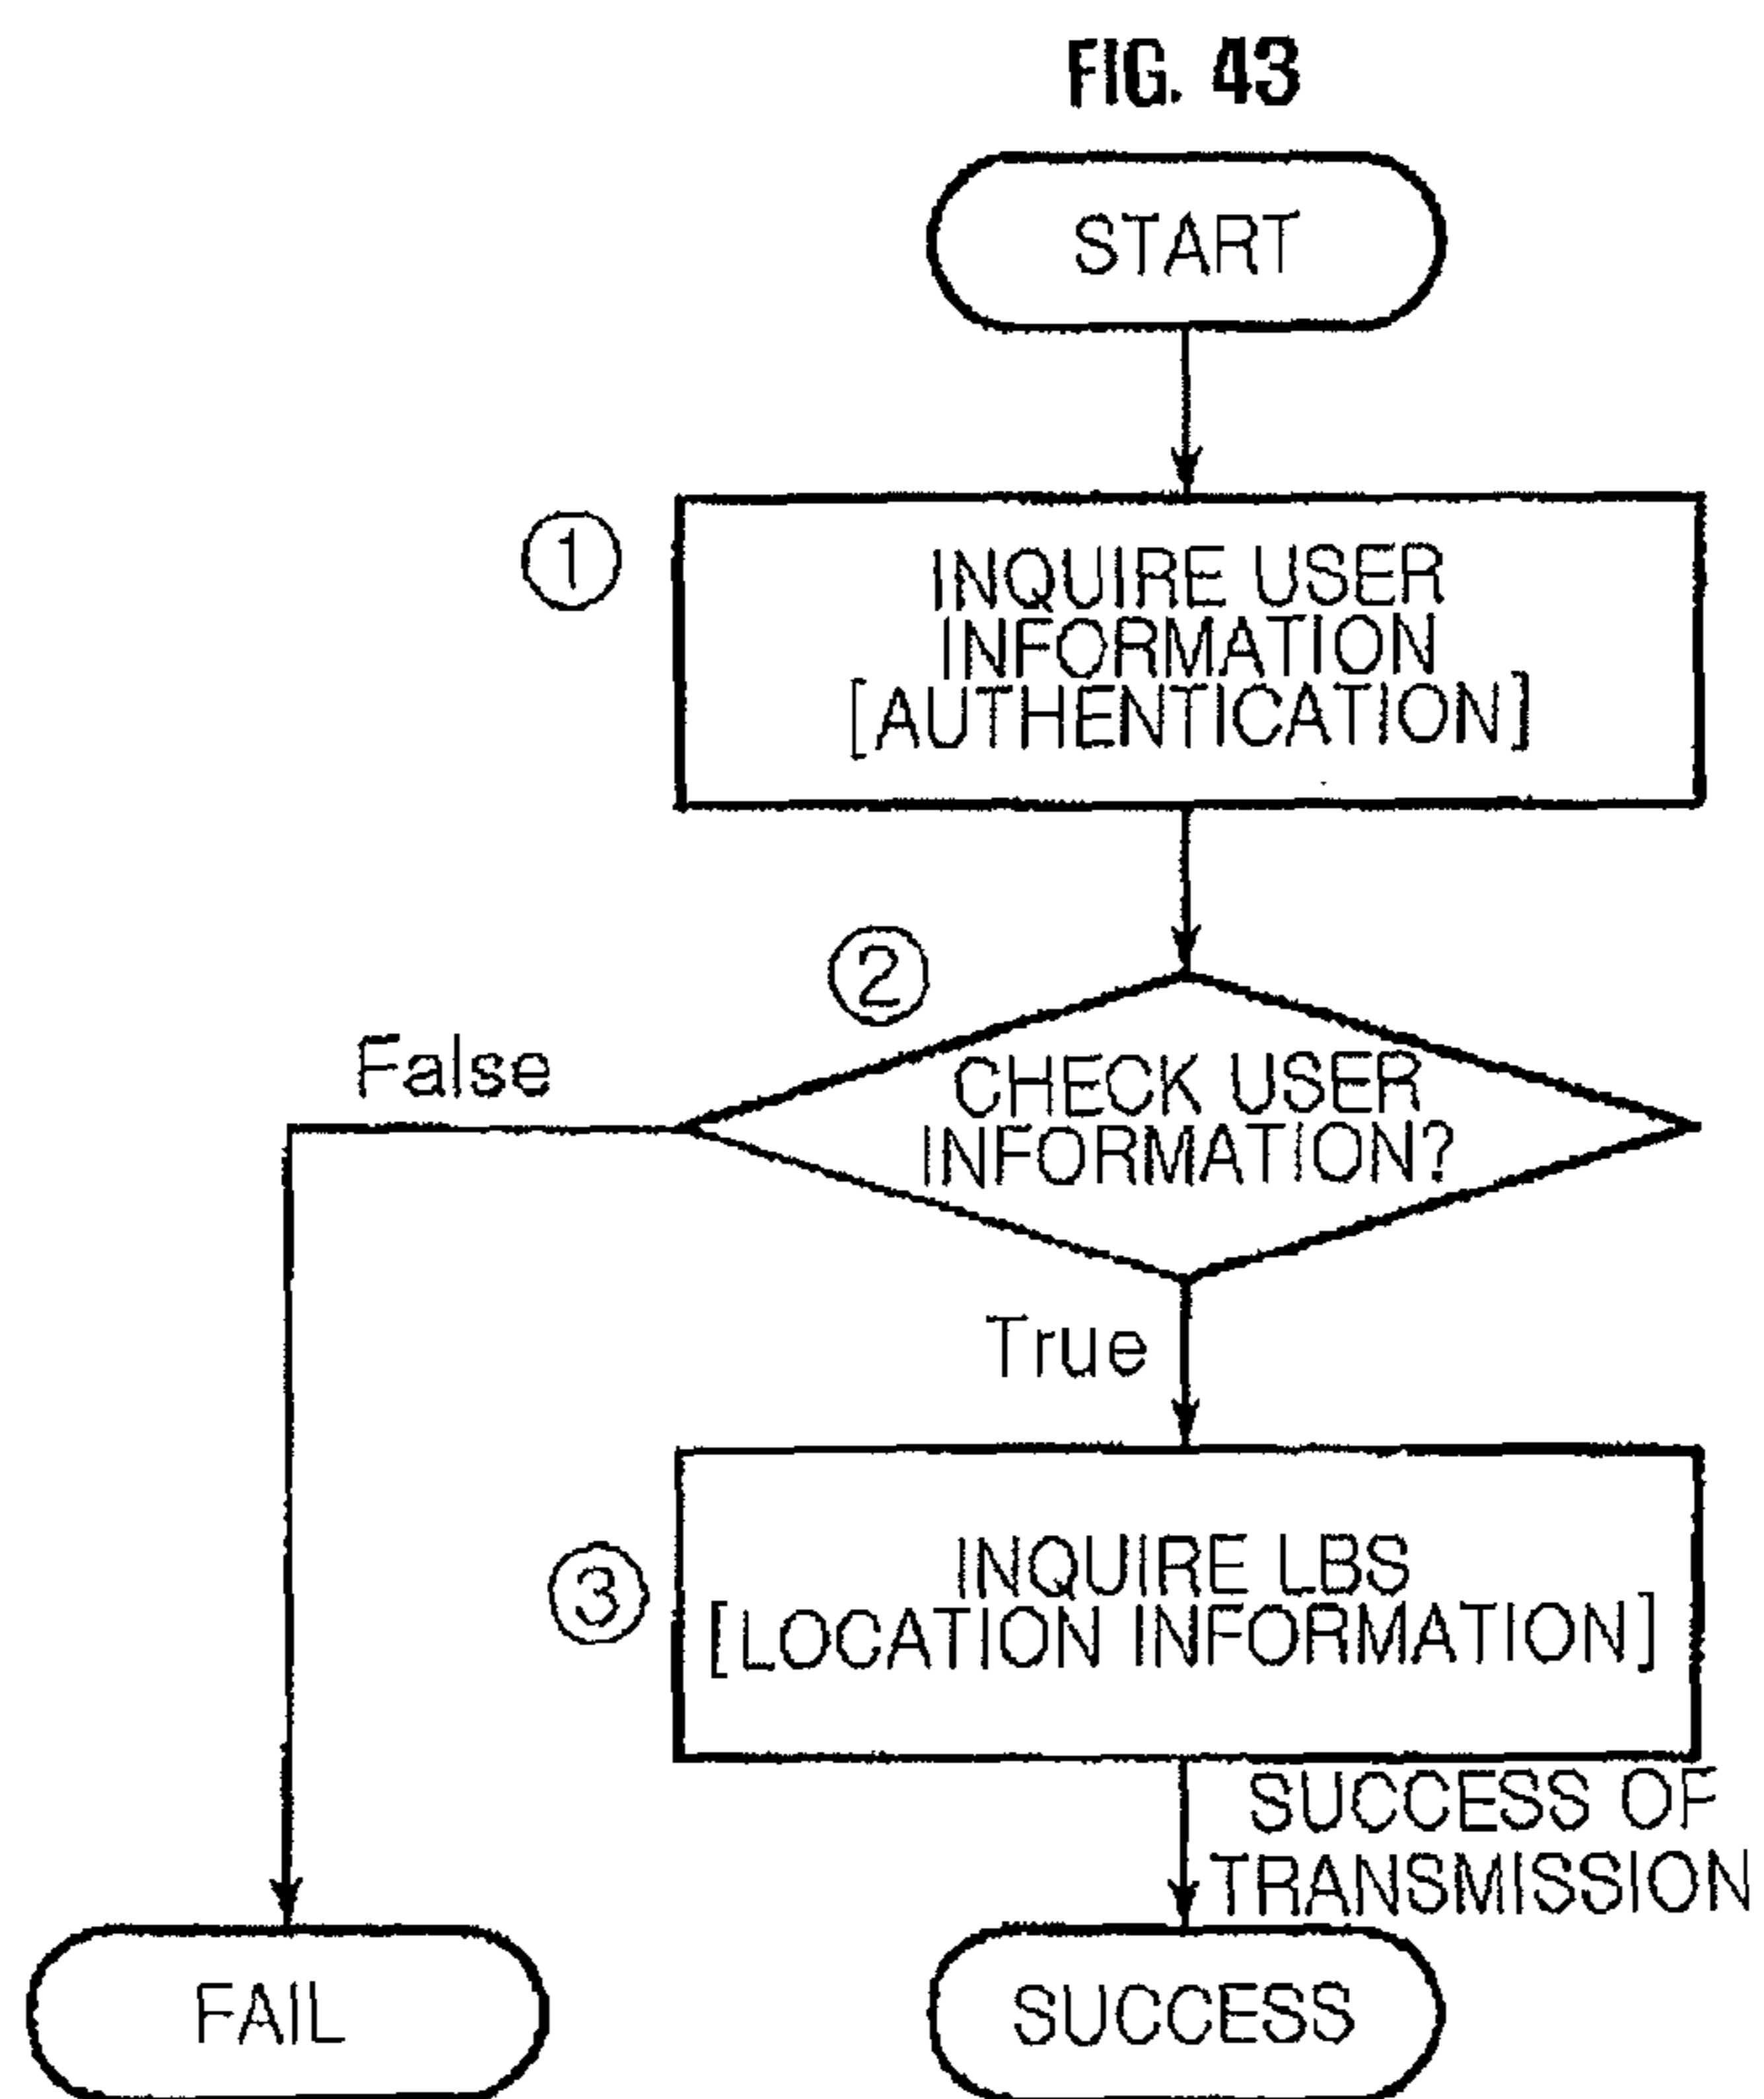 FIG. 43
START
①
INQUIRE USER
INFORMATION
[AUTHENTICATION]
②
CHECK USER
INFORMATION?
False
True
③
INQUIRE LBS
[LOCATION INFORMATION]
SUCCESS OF
TRANSMISSION
FAIL
SUCCESS